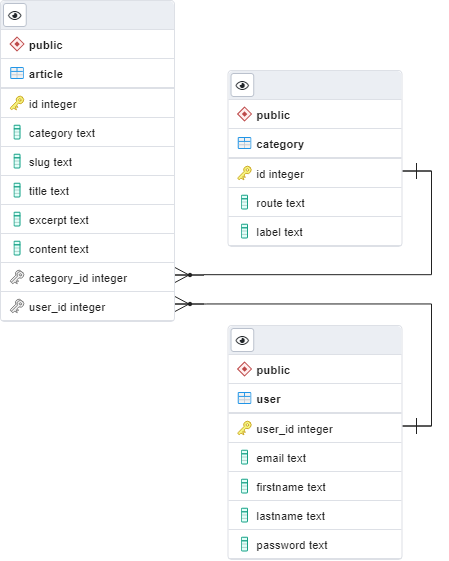 public
article
id integer
category text
slug text
title text
excerpt text
content text
category_id integer
user_id integer
public
category
id integer
route text
label text
public
user
user_id integer
email text
firstname text
lastname text
password text